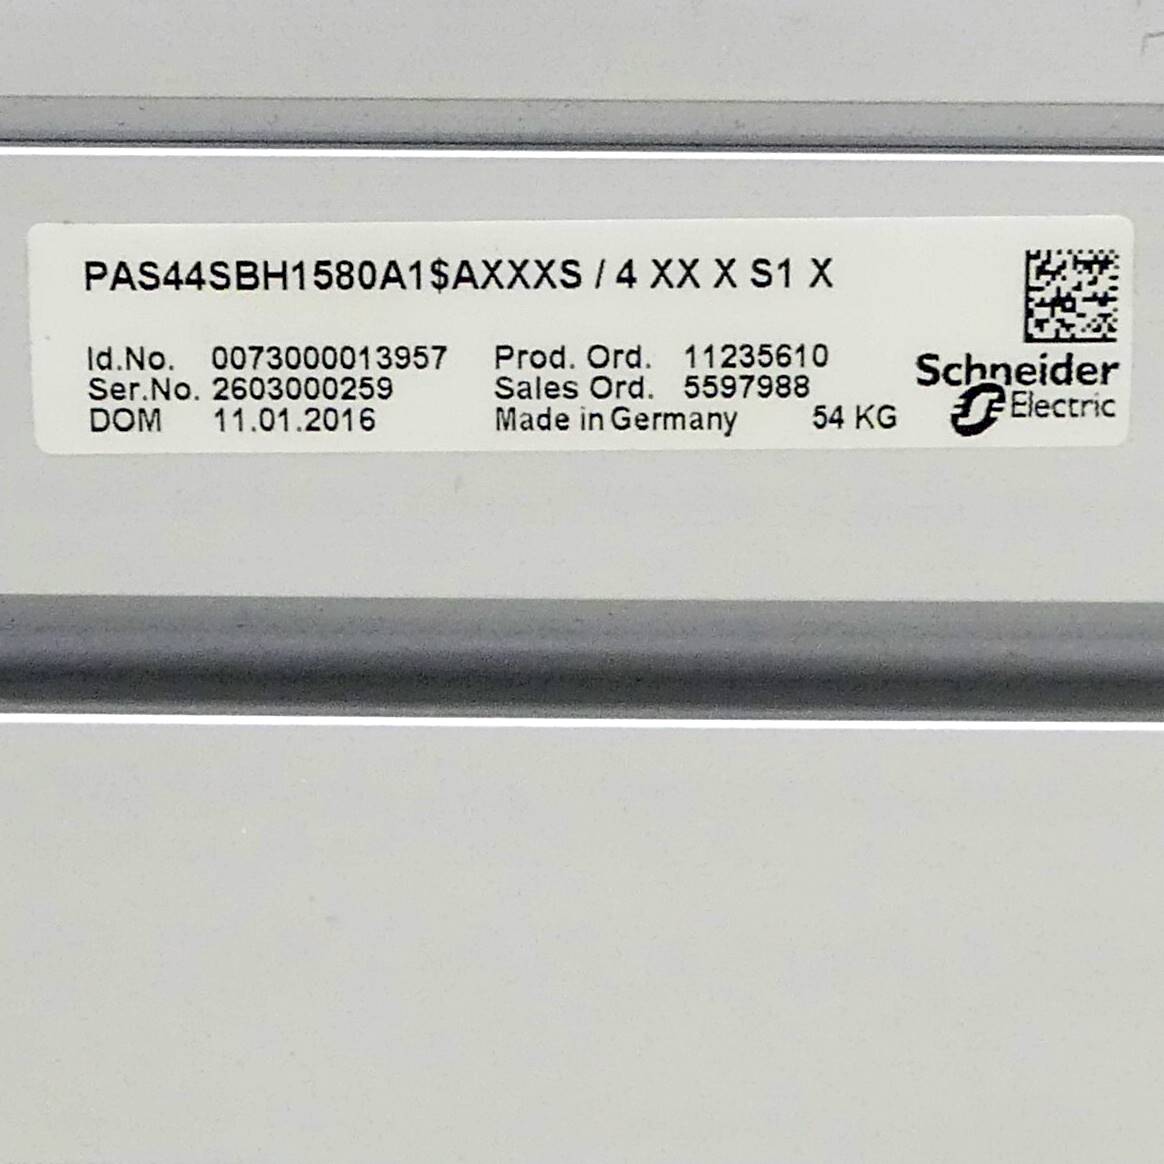 PAS44SBH1580A1$AXXXS / 4 XX X S1 X
Id.No. 0073000013957 Prod. Ord. 11235610
Ser.No. 2603000259 Sales Ord. 5597988
DOM 11.01.2016 Made in Germany 54 KG
Schneider
Electric